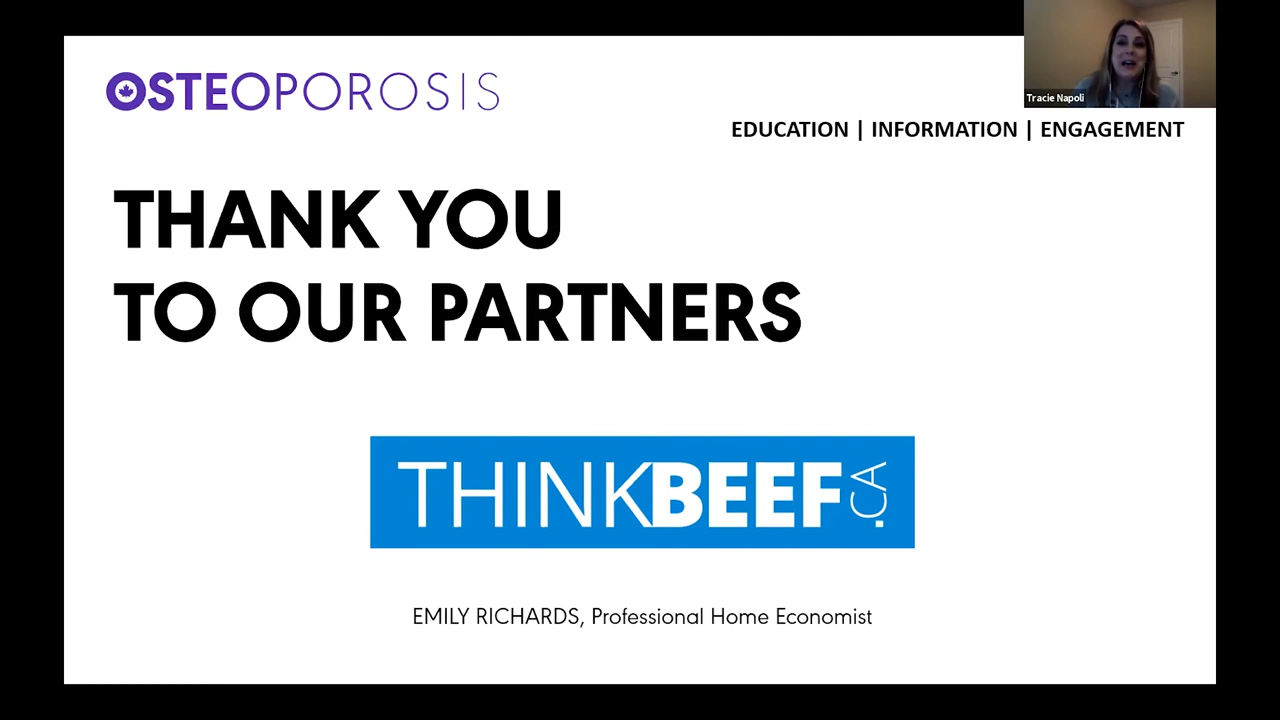 OSTEOPOROSIS
Tracie Napoli
EDUCATION | INFORMATION | ENGAGEMENT
THANK YOU
TO OUR PARTNERS
THINKBEEF.CA
EMILY RICHARDS, Professional Home Economist